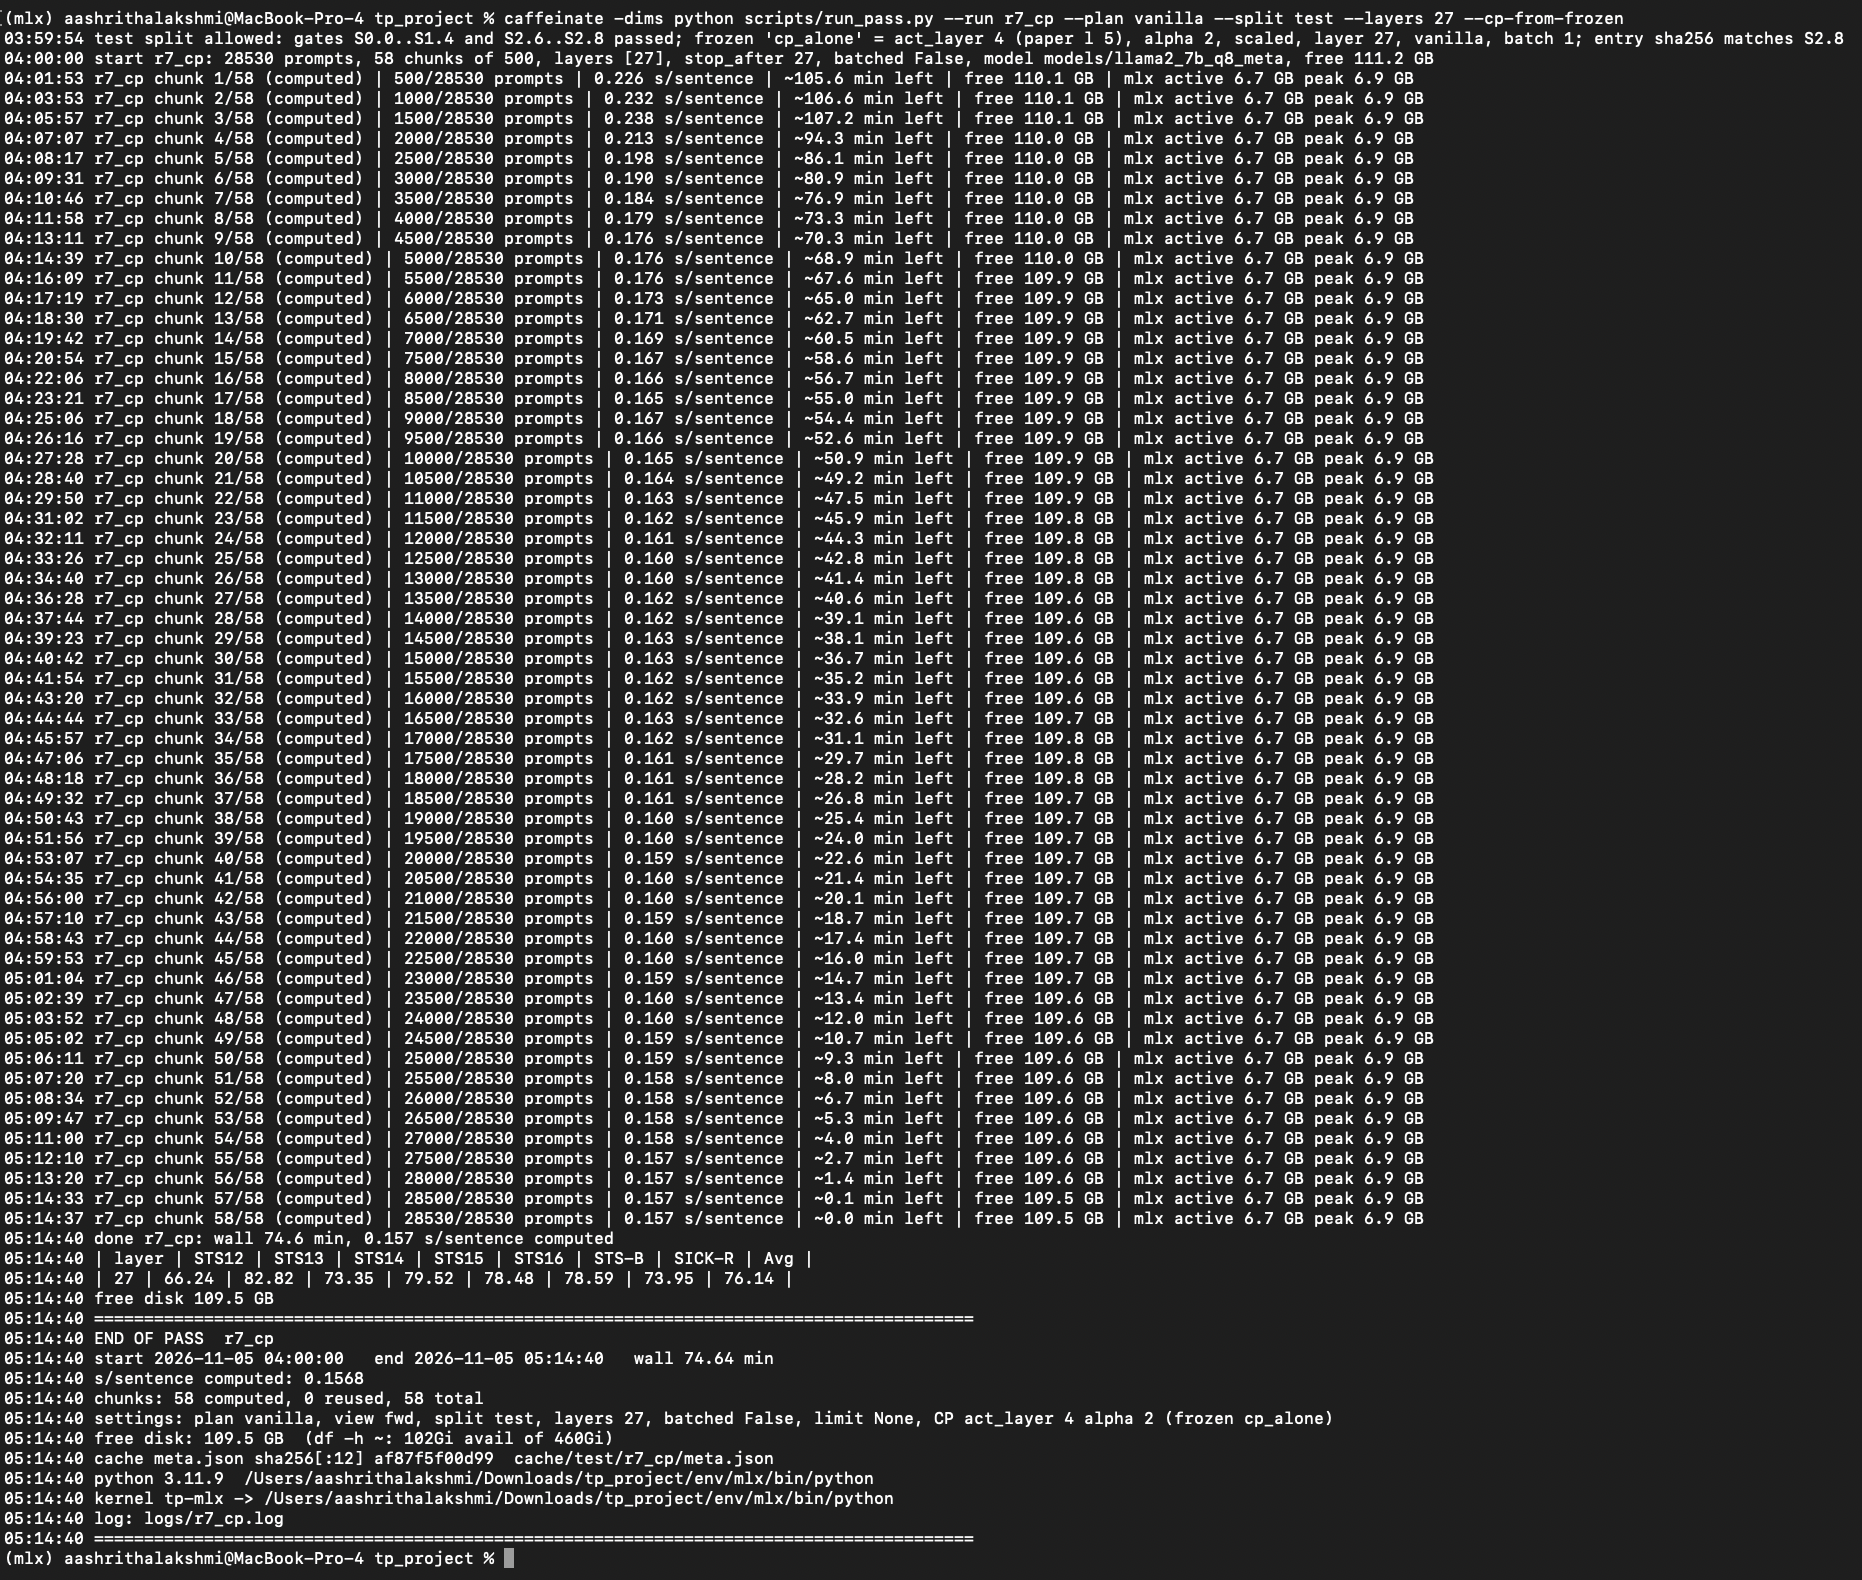 (mlx) aashrithalakshmi@MacBook-Pro-4 tp_project % caffeinate -dims python scripts/run_pass.py --run r7_cp --plan vanilla --split test --layers 27 --cp-from-frozen
03:59:54 test split allowed: gates S0.0..S1.4 and S2.6..S2.8 passed; frozen 'cp_alone' = act_layer 4 (paper l 5), alpha 2, scaled, layer 27, vanilla, batch 1; entry sha256 matches S2.8
04:00:00 start r7_cp: 28530 prompts, 58 chunks of 500, layers [27], stop_after 27, batched False, model models/llama2_7b_q8_meta, free 111.2 GB
04:01:53 r7_cp chunk 1/58 (computed) | 500/28530 prompts | 0.226 s/sentence | ~105.6 min left | free 110.1 GB | mlx active 6.7 GB peak 6.9 GB
04:03:53 r7_cp chunk 2/58 (computed) | 1000/28530 prompts | 0.232 s/sentence | ~106.6 min left | free 110.1 GB | mlx active 6.7 GB peak 6.9 GB
04:05:57 r7_cp chunk 3/58 (computed) | 1500/28530 prompts | 0.238 s/sentence | ~107.2 min left | free 110.1 GB | mlx active 6.7 GB peak 6.9 GB
04:07:07 r7_cp chunk 4/58 (computed) | 2000/28530 prompts | 0.213 s/sentence | ~94.3 min left | free 110.0 GB | mlx active 6.7 GB peak 6.9 GB
04:08:17 r7_cp chunk 5/58 (computed) | 2500/28530 prompts | 0.198 s/sentence | ~86.1 min left | free 110.0 GB | mlx active 6.7 GB peak 6.9 GB
04:09:31 r7_cp chunk 6/58 (computed) | 3000/28530 prompts | 0.190 s/sentence | ~80.9 min left | free 110.0 GB | mlx active 6.7 GB peak 6.9 GB
04:10:46 r7_cp chunk 7/58 (computed) | 3500/28530 prompts | 0.184 s/sentence | ~76.9 min left | free 110.0 GB | mlx active 6.7 GB peak 6.9 GB
04:11:58 r7_cp chunk 8/58 (computed) | 4000/28530 prompts | 0.179 s/sentence | ~73.3 min left | free 110.0 GB | mlx active 6.7 GB peak 6.9 GB
04:13:11 r7_cp chunk 9/58 (computed) | 4500/28530 prompts | 0.176 s/sentence | ~70.3 min left | free 110.0 GB | mlx active 6.7 GB peak 6.9 GB
04:14:39 r7_cp chunk 10/58 (computed) | 5000/28530 prompts | 0.176 s/sentence | ~68.9 min left | free 110.0 GB | mlx active 6.7 GB peak 6.9 GB
04:16:09 r7_cp chunk 11/58 (computed) | 5500/28530 prompts | 0.176 s/sentence | ~67.6 min left | free 109.9 GB | mlx active 6.7 GB peak 6.9 GB
04:17:19 r7_cp chunk 12/58 (computed) | 6000/28530 prompts | 0.173 s/sentence | ~65.0 min left | free 109.9 GB | mlx active 6.7 GB peak 6.9 GB
04:18:30 r7_cp chunk 13/58 (computed) | 6500/28530 prompts | 0.171 s/sentence | ~62.7 min left | free 109.9 GB | mlx active 6.7 GB peak 6.9 GB
04:19:42 r7_cp chunk 14/58 (computed) | 7000/28530 prompts | 0.169 s/sentence | ~60.5 min left | free 109.9 GB | mlx active 6.7 GB peak 6.9 GB
04:20:54 r7_cp chunk 15/58 (computed) | 7500/28530 prompts | 0.167 s/sentence | ~58.6 min left | free 109.9 GB | mlx active 6.7 GB peak 6.9 GB
04:22:06 r7_cp chunk 16/58 (computed) | 8000/28530 prompts | 0.166 s/sentence | ~56.7 min left | free 109.9 GB | mlx active 6.7 GB peak 6.9 GB
04:23:21 r7_cp chunk 17/58 (computed) | 8500/28530 prompts | 0.165 s/sentence | ~55.0 min left | free 109.9 GB | mlx active 6.7 GB peak 6.9 GB
04:25:06 r7_cp chunk 18/58 (computed) | 9000/28530 prompts | 0.167 s/sentence | ~54.4 min left | free 109.9 GB | mlx active 6.7 GB peak 6.9 GB
04:26:16 r7_cp chunk 19/58 (computed) | 9500/28530 prompts | 0.166 s/sentence | ~52.6 min left | free 109.9 GB | mlx active 6.7 GB peak 6.9 GB
04:27:28 r7_cp chunk 20/58 (computed) | 10000/28530 prompts | 0.165 s/sentence | ~50.9 min left | free 109.9 GB | mlx active 6.7 GB peak 6.9 GB
04:28:40 r7_cp chunk 21/58 (computed) | 10500/28530 prompts | 0.164 s/sentence | ~49.2 min left | free 109.9 GB | mlx active 6.7 GB peak 6.9 GB
04:29:50 r7_cp chunk 22/58 (computed) | 11000/28530 prompts | 0.163 s/sentence | ~47.5 min left | free 109.9 GB | mlx active 6.7 GB peak 6.9 GB
04:31:02 r7_cp chunk 23/58 (computed) | 11500/28530 prompts | 0.162 s/sentence | ~45.9 min left | free 109.8 GB | mlx active 6.7 GB peak 6.9 GB
04:32:11 r7_cp chunk 24/58 (computed) | 12000/28530 prompts | 0.161 s/sentence | ~44.3 min left | free 109.8 GB | mlx active 6.7 GB peak 6.9 GB
04:33:26 r7_cp chunk 25/58 (computed) | 12500/28530 prompts | 0.160 s/sentence | ~42.8 min left | free 109.8 GB | mlx active 6.7 GB peak 6.9 GB
04:34:40 r7_cp chunk 26/58 (computed) | 13000/28530 prompts | 0.160 s/sentence | ~41.4 min left | free 109.8 GB | mlx active 6.7 GB peak 6.9 GB
04:36:28 r7_cp chunk 27/58 (computed) | 13500/28530 prompts | 0.162 s/sentence | ~40.6 min left | free 109.6 GB | mlx active 6.7 GB peak 6.9 GB
04:37:44 r7_cp chunk 28/58 (computed) | 14000/28530 prompts | 0.162 s/sentence | ~39.1 min left | free 109.6 GB | mlx active 6.7 GB peak 6.9 GB
04:39:23 r7_cp chunk 29/58 (computed) | 14500/28530 prompts | 0.163 s/sentence | ~38.1 min left | free 109.6 GB | mlx active 6.7 GB peak 6.9 GB
04:40:42 r7_cp chunk 30/58 (computed) | 15000/28530 prompts | 0.163 s/sentence | ~36.7 min left | free 109.6 GB | mlx active 6.7 GB peak 6.9 GB
04:41:54 r7_cp chunk 31/58 (computed) | 15500/28530 prompts | 0.162 s/sentence | ~35.2 min left | free 109.6 GB | mlx active 6.7 GB peak 6.9 GB
04:43:20 r7_cp chunk 32/58 (computed) | 16000/28530 prompts | 0.162 s/sentence | ~33.9 min left | free 109.6 GB | mlx active 6.7 GB peak 6.9 GB
04:44:44 r7_cp chunk 33/58 (computed) | 16500/28530 prompts | 0.163 s/sentence | ~32.6 min left | free 109.7 GB | mlx active 6.7 GB peak 6.9 GB
04:45:57 r7_cp chunk 34/58 (computed) | 17000/28530 prompts | 0.162 s/sentence | ~31.1 min left | free 109.8 GB | mlx active 6.7 GB peak 6.9 GB
04:47:06 r7_cp chunk 35/58 (computed) | 17500/28530 prompts | 0.161 s/sentence | ~29.7 min left | free 109.8 GB | mlx active 6.7 GB peak 6.9 GB
04:48:18 r7_cp chunk 36/58 (computed) | 18000/28530 prompts | 0.161 s/sentence | ~28.2 min left | free 109.8 GB | mlx active 6.7 GB peak 6.9 GB
04:49:32 r7_cp chunk 37/58 (computed) | 18500/28530 prompts | 0.161 s/sentence | ~26.8 min left | free 109.7 GB | mlx active 6.7 GB peak 6.9 GB
04:50:43 r7_cp chunk 38/58 (computed) | 19000/28530 prompts | 0.160 s/sentence | ~25.4 min left | free 109.7 GB | mlx active 6.7 GB peak 6.9 GB
04:51:56 r7_cp chunk 39/58 (computed) | 19500/28530 prompts | 0.160 s/sentence | ~24.0 min left | free 109.7 GB | mlx active 6.7 GB peak 6.9 GB
04:53:07 r7_cp chunk 40/58 (computed) | 20000/28530 prompts | 0.159 s/sentence | ~22.6 min left | free 109.7 GB | mlx active 6.7 GB peak 6.9 GB
04:54:35 r7_cp chunk 41/58 (computed) | 20500/28530 prompts | 0.160 s/sentence | ~21.4 min left | free 109.7 GB | mlx active 6.7 GB peak 6.9 GB
04:56:00 r7_cp chunk 42/58 (computed) | 21000/28530 prompts | 0.160 s/sentence | ~20.1 min left | free 109.7 GB | mlx active 6.7 GB peak 6.9 GB
04:57:10 r7_cp chunk 43/58 (computed) | 21500/28530 prompts | 0.159 s/sentence | ~18.7 min left | free 109.7 GB | mlx active 6.7 GB peak 6.9 GB
04:58:43 r7_cp chunk 44/58 (computed) | 22000/28530 prompts | 0.160 s/sentence | ~17.4 min left | free 109.7 GB | mlx active 6.7 GB peak 6.9 GB
04:59:53 r7_cp chunk 45/58 (computed) | 22500/28530 prompts | 0.160 s/sentence | ~16.0 min left | free 109.7 GB | mlx active 6.7 GB peak 6.9 GB
05:01:04 r7_cp chunk 46/58 (computed) | 23000/28530 prompts | 0.159 s/sentence | ~14.7 min left | free 109.7 GB | mlx active 6.7 GB peak 6.9 GB
05:02:39 r7_cp chunk 47/58 (computed) | 23500/28530 prompts | 0.160 s/sentence | ~13.4 min left | free 109.6 GB | mlx active 6.7 GB peak 6.9 GB
05:03:52 r7_cp chunk 48/58 (computed) | 24000/28530 prompts | 0.160 s/sentence | ~12.0 min left | free 109.6 GB | mlx active 6.7 GB peak 6.9 GB
05:05:02 r7_cp chunk 49/58 (computed) | 24500/28530 prompts | 0.159 s/sentence | ~10.7 min left | free 109.6 GB | mlx active 6.7 GB peak 6.9 GB
05:06:11 r7_cp chunk 50/58 (computed) | 25000/28530 prompts | 0.159 s/sentence | ~9.3 min left | free 109.6 GB | mlx active 6.7 GB peak 6.9 GB
05:07:20 r7_cp chunk 51/58 (computed) | 25500/28530 prompts | 0.158 s/sentence | ~8.0 min left | free 109.6 GB | mlx active 6.7 GB peak 6.9 GB
05:08:34 r7_cp chunk 52/58 (computed) | 26000/28530 prompts | 0.158 s/sentence | ~6.7 min left | free 109.6 GB | mlx active 6.7 GB peak 6.9 GB
05:09:47 r7_cp chunk 53/58 (computed) | 26500/28530 prompts | 0.158 s/sentence | ~5.3 min left | free 109.6 GB | mlx active 6.7 GB peak 6.9 GB
05:11:00 r7_cp chunk 54/58 (computed) | 27000/28530 prompts | 0.158 s/sentence | ~4.0 min left | free 109.6 GB | mlx active 6.7 GB peak 6.9 GB
05:12:10 r7_cp chunk 55/58 (computed) | 27500/28530 prompts | 0.157 s/sentence | ~2.7 min left | free 109.6 GB | mlx active 6.7 GB peak 6.9 GB
05:13:20 r7_cp chunk 56/58 (computed) | 28000/28530 prompts | 0.157 s/sentence | ~1.4 min left | free 109.6 GB | mlx active 6.7 GB peak 6.9 GB
05:14:33 r7_cp chunk 57/58 (computed) | 28500/28530 prompts | 0.157 s/sentence | ~0.1 min left | free 109.5 GB | mlx active 6.7 GB peak 6.9 GB
05:14:37 r7_cp chunk 58/58 (computed) | 28530/28530 prompts | 0.157 s/sentence | ~0.0 min left | free 109.5 GB | mlx active 6.7 GB peak 6.9 GB
05:14:40 done r7_cp: wall 74.6 min, 0.157 s/sentence computed
05:14:40 | layer | STS12 | STS13 | STS14 | STS15 | STS16 | STS-B | SICK-R | Avg |
05:14:40 | 27 | 66.24 | 82.82 | 73.35 | 79.52 | 78.48 | 78.59 | 73.95 | 76.14 |
05:14:40 free disk 109.5 GB
05:14:40 ========================================================================================
05:14:40 END OF PASS  r7_cp
05:14:40 start 2026-11-05 04:00:00   end 2026-11-05 05:14:40   wall 74.64 min
05:14:40 s/sentence computed: 0.1568
05:14:40 chunks: 58 computed, 0 reused, 58 total
05:14:40 settings: plan vanilla, view fwd, split test, layers 27, batched False, limit None, CP act_layer 4 alpha 2 (frozen cp_alone)
05:14:40 free disk: 109.5 GB  (df -h ~: 102Gi avail of 460Gi)
05:14:40 cache meta.json sha256[:12] af87f5f00d99  cache/test/r7_cp/meta.json
05:14:40 python 3.11.9  /Users/aashrithalakshmi/Downloads/tp_project/env/mlx/bin/python
05:14:40 kernel tp-mlx -> /Users/aashrithalakshmi/Downloads/tp_project/env/mlx/bin/python
05:14:40 log: logs/r7_cp.log
05:14:40 ========================================================================================
(mlx) aashrithalakshmi@MacBook-Pro-4 tp_project %